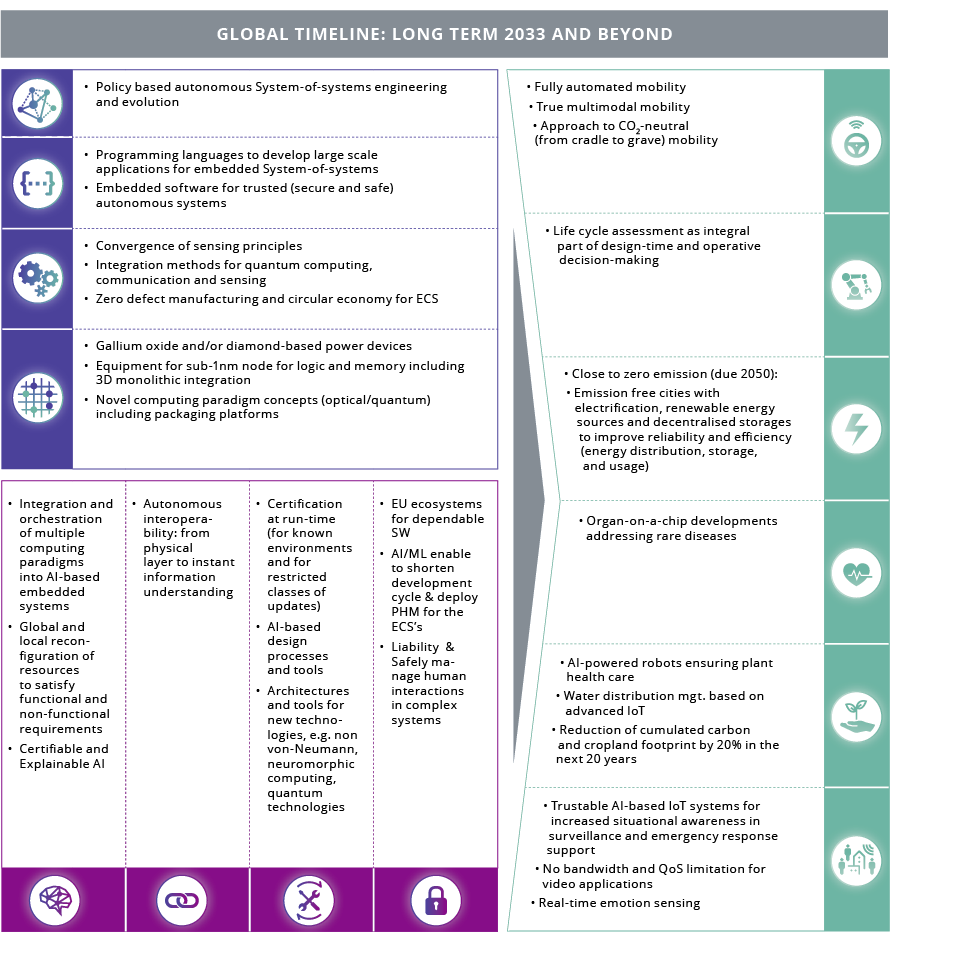 GLOBAL TIMELINE: LONG TERM 2033 AND BEYOND
• Policy based autonomous System-of-systems engineering
and evolution
• Programming languages to develop large scale
applications for embedded System-of-systems
• Embedded software for trusted (secure and safe)
autonomous systems
• Convergence of sensing principles
• Integration methods for quantum computing,
communication and sensing
• Zero defect manufacturing and circular economy for ECS
• Gallium oxide and/or diamond-based power devices
• Equipment for sub-1nm node for logic and memory including
3D monolithic integration
• Novel computing paradigm concepts (optical/quantum)
including packaging platforms
• Integration and
orchestration
of multiple
computing
paradigms
into AI-based
embedded
systems
• Global and
local recon-
figuration of
resources
to satisfy
functional and
non-functional
requirements
• Certifiable and
Explainable AI
• Autonomous
interopera-
bility: from
physical
layer to instant
information
understanding
• Certification
at run-time
(for known
environments
and for
restricted
classes of
updates)
• AI-based
design
processes
and tools
• Architectures
and tools for
new techno-
logies, e.g. non
von-Neumann,
neuromorphic
computing,
quantum
technologies
• EU ecosystems
for dependable
SW
• AI/ML enable
to shorten
development
cycle & deploy
PHM for the
ECS’s
• Liability &
Safely ma-
nage human
interactions
in complex
systems
• Fully automated mobility
• True multimodal mobility
• Approach to CO₂-neutral
(from cradle to grave) mobility
• Life cycle assessment as integral
part of design-time and operative
decision-making
• Close to zero emission (due 2050):
• Emission free cities with
electrification, renewable energy
sources and decentralised storages
to improve reliability and efficiency
(energy distribution, storage,
and usage)
• Organ-on-a-chip developments
addressing rare diseases
• AI-powered robots ensuring plant
health care
• Water distribution mgt. based on
advanced IoT
• Reduction of cumulated carbon
and cropland footprint by 20% in the
next 20 years
• Trustable AI-based IoT systems for
increased situational awareness in
surveillance and emergency response
support
• No bandwidth and QoS limitation for
video applications
• Real-time emotion sensing